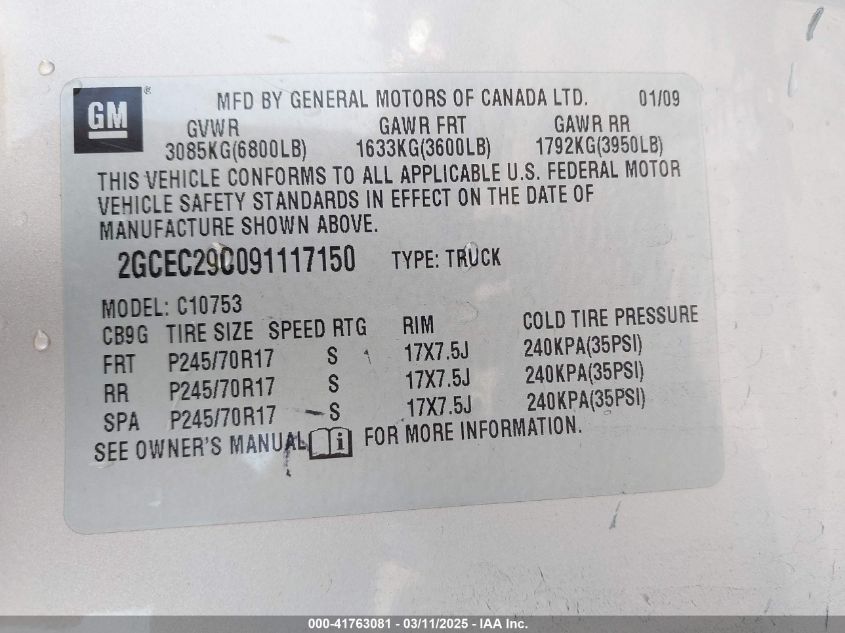 GM ® MFD BY GENERAL MOTORS OF CANADA LTD. 01/09
GVWR GAWR FRT GAWR RR
3085KG(6800LB) 1633KG(3600LB) 1792KG(3950LB)
THIS VEHICLE CONFORMS TO ALL APPLICABLE U.S. FEDERAL MOTOR
VEHICLE SAFETY STANDARDS IN EFFECT ON THE DATE OF
MANUFACTURE SHOWN ABOVE.
2GCEC29C091117150 TYPE: TRUCK
MODEL: C10753
CB9G TIRE SIZE SPEED RTG RIM COLD TIRE PRESSURE
FRT P245/70R17 S 17X7.5J 240KPA(35PSI)
RR P245/70R17 S 17X7.5J 240KPA(35PSI)
SPA P245/70R17 S 17X7.5J 240KPA(35PSI)
SEE OWNER'S MANUAL i FOR MORE INFORMATION.
000-41763081 - 03/11/2025 - IAA Inc.